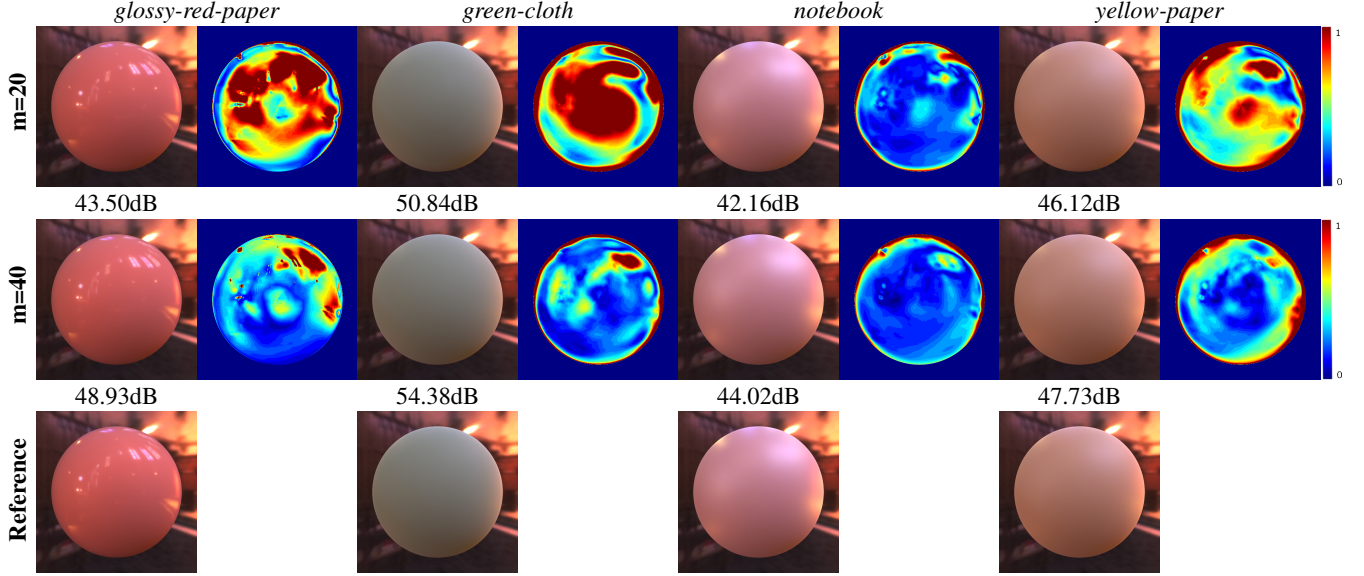 glossy-red-paper green-cloth notebook yellow-paper
m=20
1
0
43.50dB 50.84dB 42.16dB 46.12dB
m=40
1
0
48.93dB 54.38dB 44.02dB 47.73dB
Reference